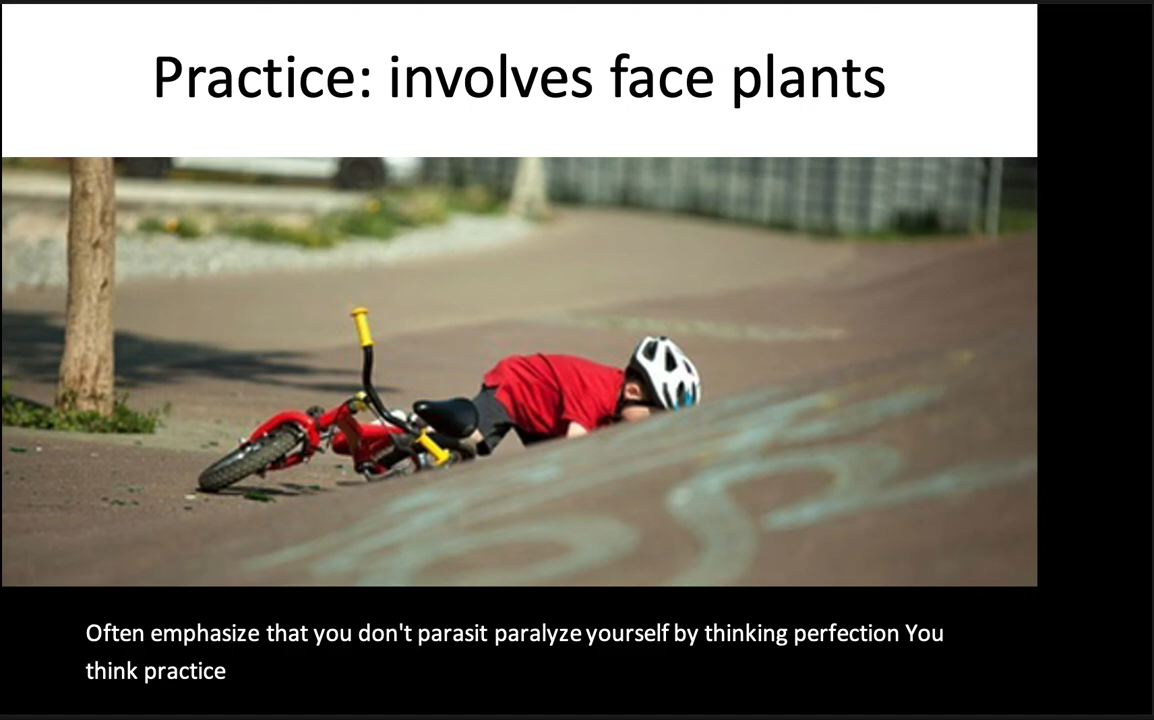 Practice: involves face plants
Often emphasize that you don't parasit paralyze yourself by thinking perfection You
think practice